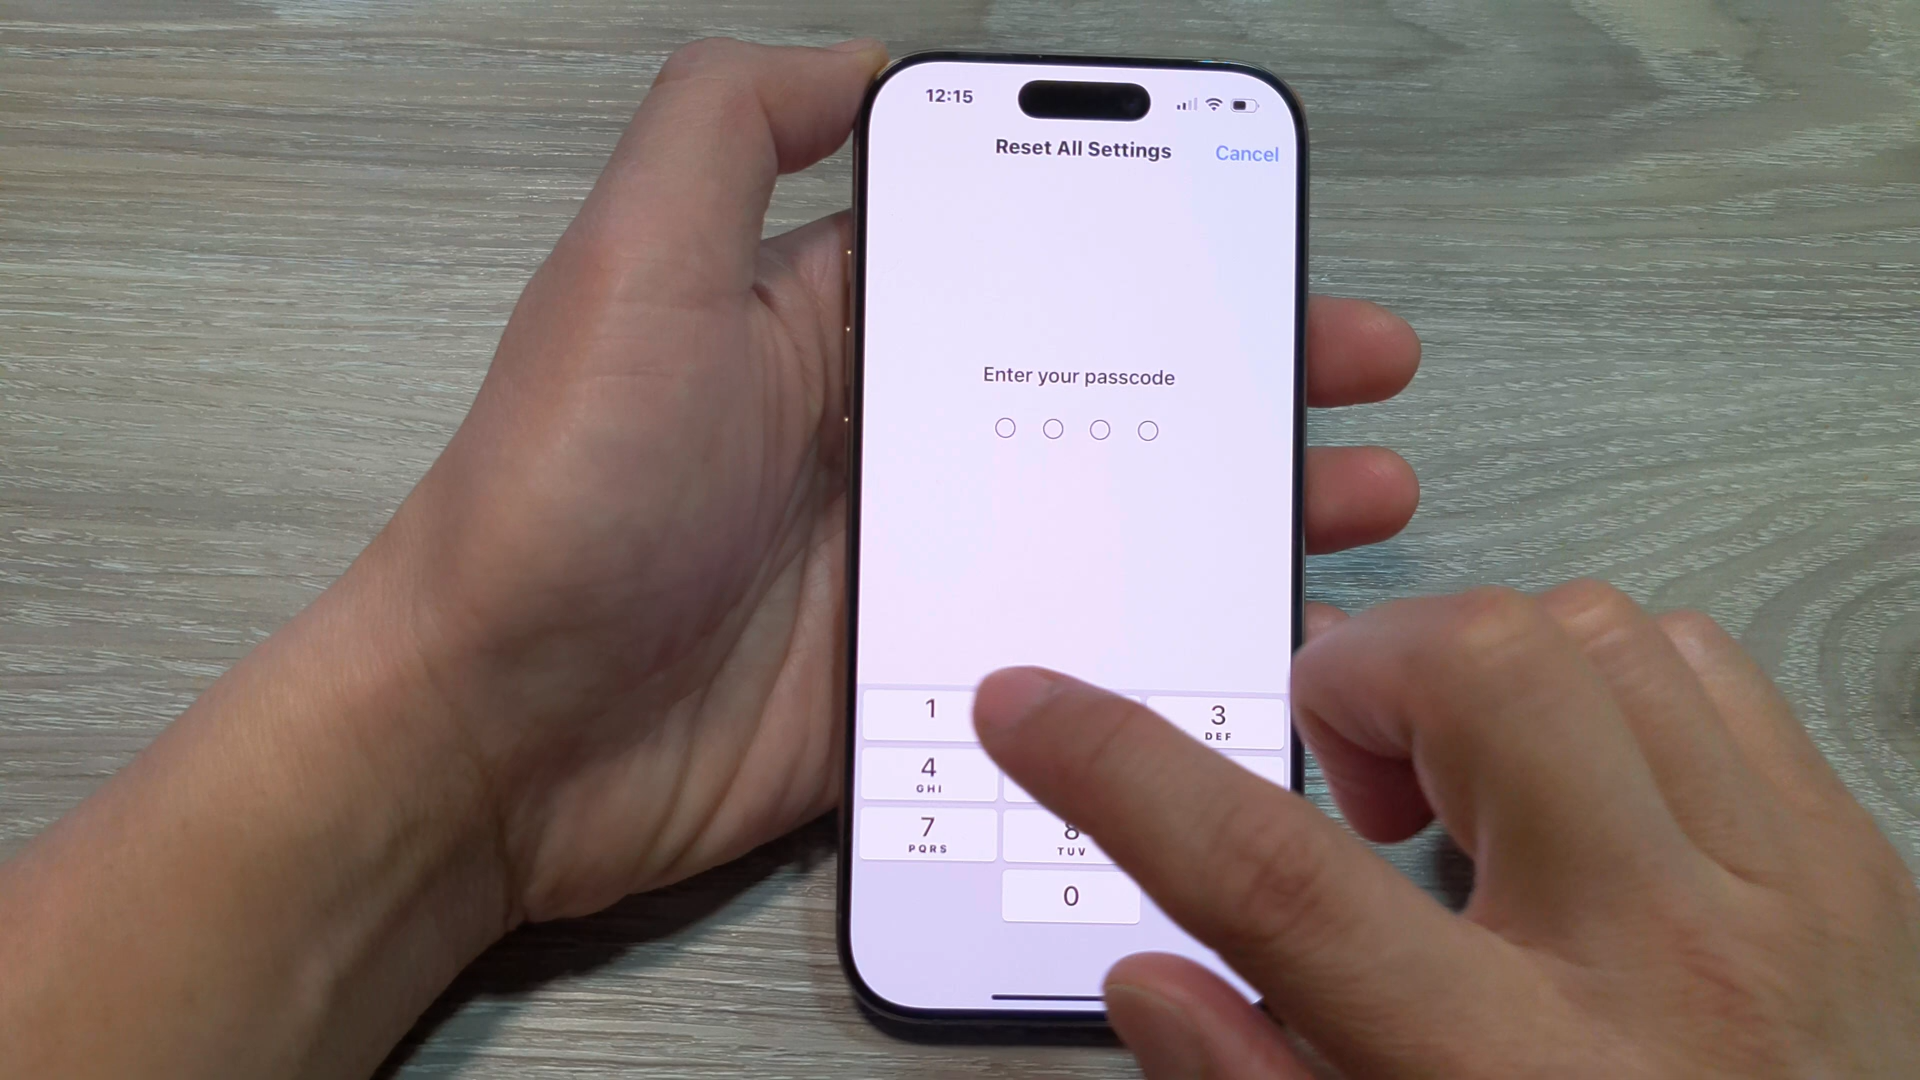 12:15
Reset All Settings
Cancel
Enter your passcode
1
3
DEF
4
GHI
7
PQRS
8
TUV
0